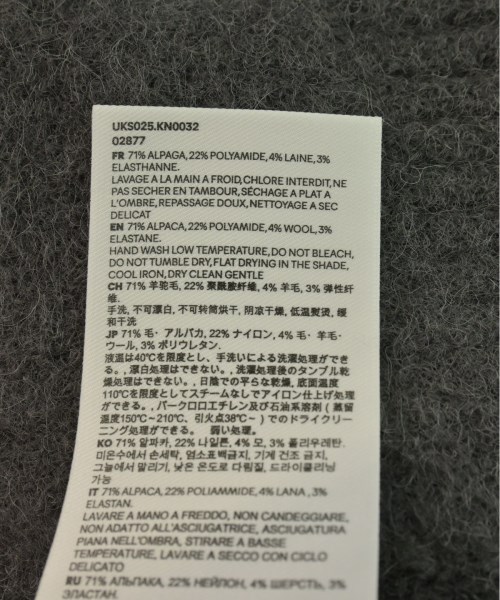 UKS025.KN0032
02877
FR 71% ALPAGA, 22% POLYAMIDE, 4% LAINE, 3%
ELASTHANNE.
LAVAGE A LA MAIN A FROID, CHLORE INTERDIT, NE
PAS SECHER EN TAMBOUR, SÉCHAGE A PLAT A
L'OMBRE, REPASSAGE DOUX, NETTOYAGE A SEC
DELICAT
EN 71% ALPACA, 22% POLYAMIDE, 4% WOOL, 3%
ELASTANE.
HAND WASH LOW TEMPERATURE, DO NOT BLEACH,
DO NOT TUMBLE DRY, FLAT DRYING IN THE SHADE,
COOL IRON, DRY CLEAN GENTLE
CH 71% 羊驼毛, 22% 聚酰胺纤维, 4% 羊毛, 3% 弹性纤
维.
手洗, 不可漂白, 不可转筒烘干, 阴凉干燥, 低温熨烫, 缓
和干洗
JP 71% 毛・アルパカ, 22% ナイロン, 4% 毛・羊毛・
ウール, 3% ポリウレタン.
液温は40℃を限度とし、手洗いによる洗濯処理ができ
る。, 漂白処理はできない。, 洗濯処理後のタンブル乾
燥処理はできない。, 日陰での平らな乾燥, 底面温度
110℃を限度としてスチームなしでアイロン仕上げ処理
ができる。, パークロロエチレン及び石油系溶剤 (蒸留
温度150℃~210℃、引火点38℃~) でのドライクリー
ニング処理ができる。 弱い処理。
KO 71% 알파카, 22% 나일론, 4% 모, 3% 폴리우레탄.
미온수에서 손세탁, 염소표백금지, 기계 건조 금지,
그늘에서 말리기, 낮은 온도로 다림질, 드라이클리닝
가능
IT 71% ALPACA, 22% POLIAMMIDE, 4% LANA, 3%
ELASTAN.
LAVARE A MANO A FREDDO, NON CANDEGGIARE,
NON ADATTO ALL'ASCIUGATRICE, ASCIUGATURA
PIANA NELL'OMBRA, STIRARE A BASSE
TEMPERATURE, LAVARE A SECCO CON CICLO
DELICATO
RU 71% АЛЬПАКА, 22% НЕЙЛОН, 4% ШЕРСТЬ, 3%
ЭЛАСТАН.